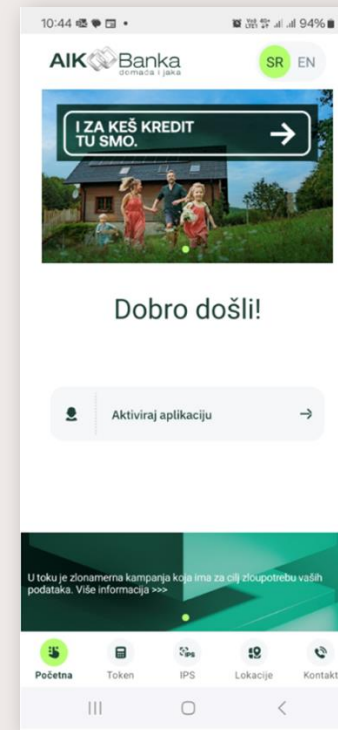 10:44
94%
AIK Banka
domaća i jaka
SR EN
I ZA KEŠ KREDIT
TU SMO.
Dobro došli!
Aktiviraj aplikaciju
U toku je zlonamerna kampanja koja ima za cilj zloupotrebu vaših
podataka. Više informacija >>>
IPS
Početna Token IPS Lokacije Kontakt